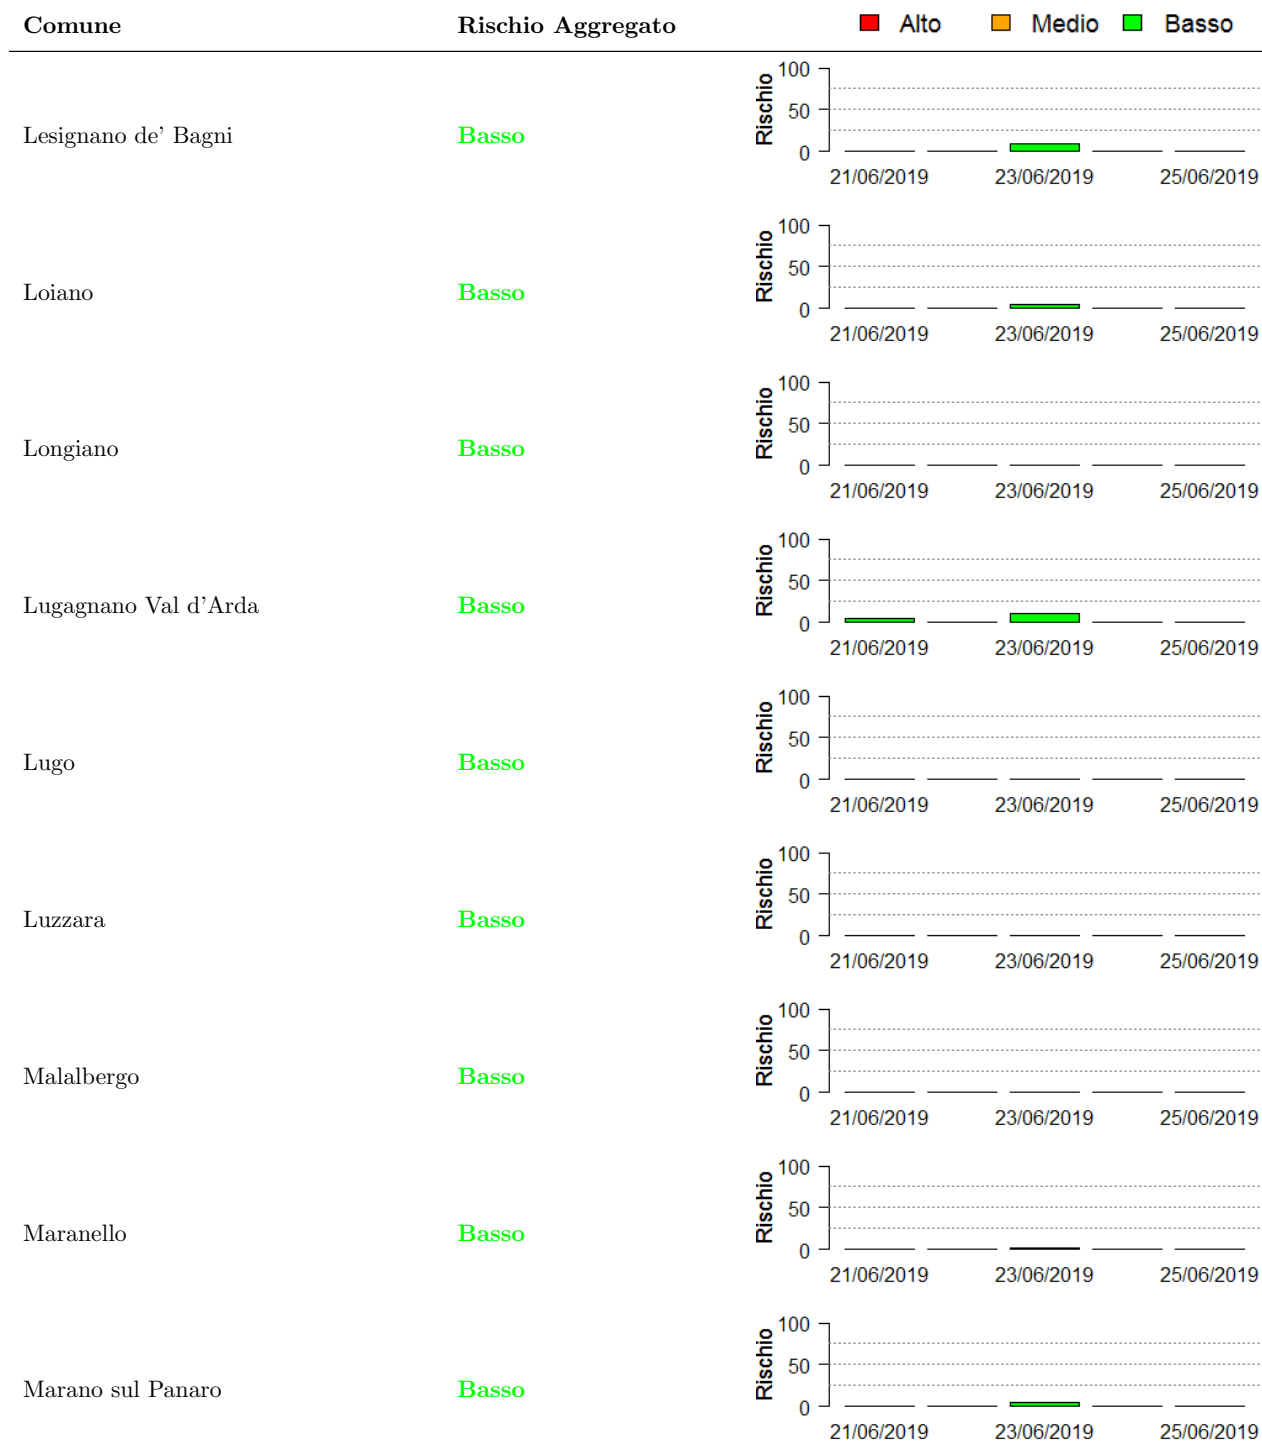 Comune Rischio Aggregato Alto Medio Basso
100
50
0
Rischio
Lesignano de' Bagni Basso
21/06/2019 23/06/2019 25/06/2019
100
50
0
Rischio
Loiano Basso
21/06/2019 23/06/2019 25/06/2019
100
50
0
Rischio
Longiano Basso
21/06/2019 23/06/2019 25/06/2019
100
50
0
Rischio
Lugagnano Val d'Arda Basso
21/06/2019 23/06/2019 25/06/2019
100
50
0
Rischio
Lugo Basso
21/06/2019 23/06/2019 25/06/2019
100
50
0
Rischio
Luzzara Basso
21/06/2019 23/06/2019 25/06/2019
100
50
0
Rischio
Malalbergo Basso
21/06/2019 23/06/2019 25/06/2019
100
50
0
Rischio
Maranello Basso
21/06/2019 23/06/2019 25/06/2019
100
50
0
Rischio
Marano sul Panaro Basso
21/06/2019 23/06/2019 25/06/2019